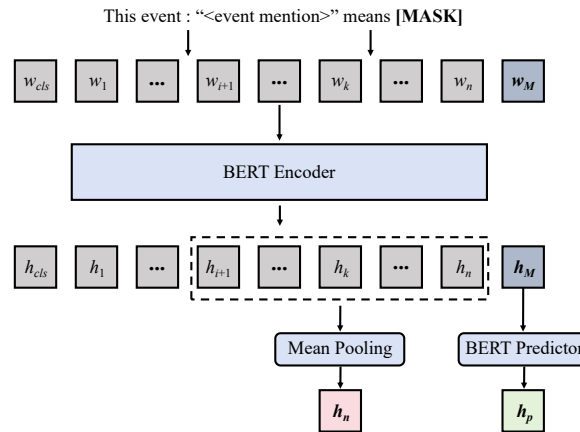 This event : “<event mention>” means [MASK]
w_cls w_1 ... w_i+1 ... w_k ... w_n w_M
BERT Encoder
h_cls h_1 ... h_i+1 ... h_k ... h_n h_M
Mean Pooling BERT Predictor
h_n h_p